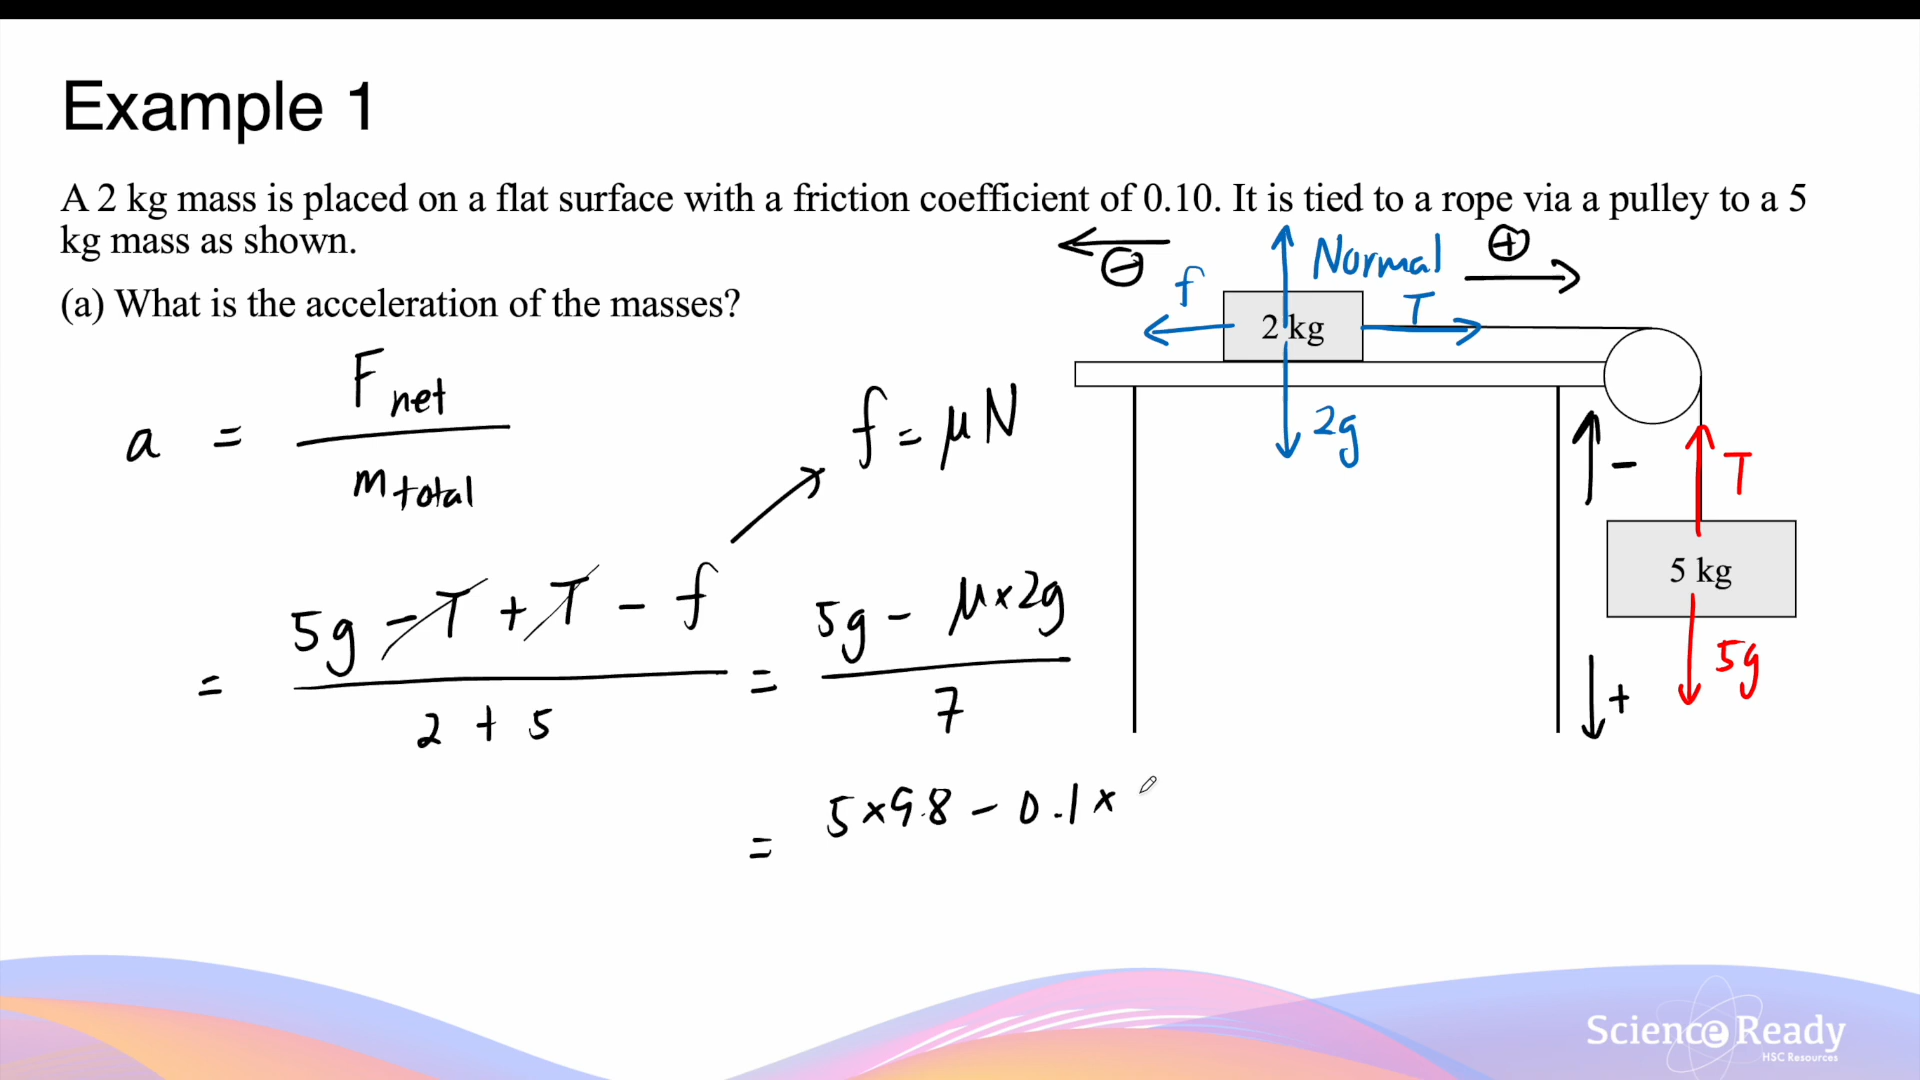 Example 1
A 2 kg mass is placed on a flat surface with a friction coefficient of 0.10. It is tied to a rope via a pulley to a 5
kg mass as shown.
(a) What is the acceleration of the masses?
⊖
f
Normal
⊕
T
2 kg
2g
-
T
5 kg
5g
+
a = F net / m total
f = μN
= 5g - T + T - f / 2 + 5 = 5g - μ×2g / 7
= 5×9.8 - 0.1×
Science Ready
HSC Resources